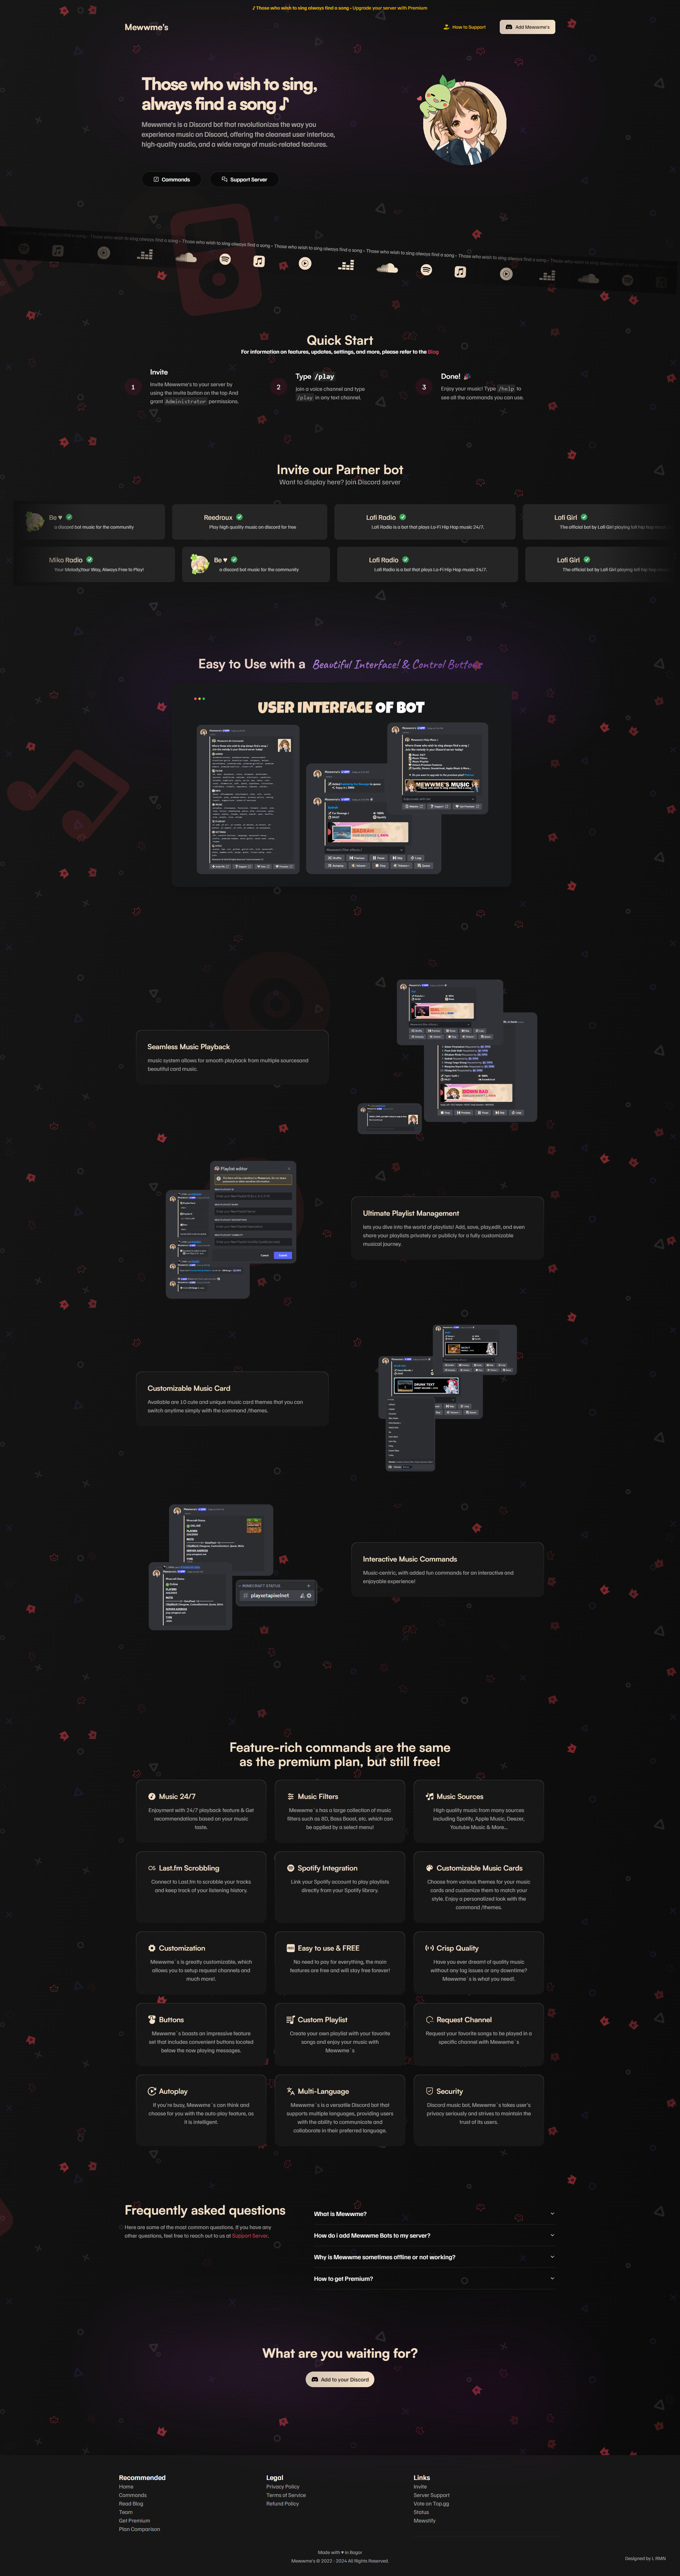 ♪ Those who wish to sing always find a song - Upgrade your server with Premium
Mewwme's
How to Support
Add Mewwme's
Those who wish to sing,
always find a song ♪
Mewwme's is a Discord bot that revolutionizes the way you
experience music on Discord, offering the cleanest user interface,
high-quality audio, and a wide range of music-related features.
Commands
Support Server
Those who wish to sing always find a song - Those who wish to sing always find a song - Those who wish to sing always find a song - Those who wish to sing always find a song - Those who wish to sing always find a song
Quick Start
For information on features, updates, settings, and more, please refer to the Blog
1
Invite
Invite Mewwme's to your server by
using the invite button on the top And
grant Administrator permissions.
2
Type /play
Join a voice channel and type
/play in any text channel.
3
Done! 🎉
Enjoy your music! Type /help to
see all the commands you can use.
Invite our Partner bot
Want to display here? Join Discord server
Be ♥
a discord bot music for the community
Reedroux
Play high quality music on discord for free
Lofi Radio
Lofi Radio is a bot that plays Lo-Fi Hip Hop music 24/7.
Lofi Girl
The official bot by Lofi Girl playing lofi hip hop
Miko Radio
Your Melody,Your Way, Always Free to Play!
Be ♥
a discord bot music for the community
Lofi Radio
Lofi Radio is a bot that plays Lo-Fi Hip Hop music 24/7.
Lofi Girl
The official bot by Lofi Girl playing lofi hip hop
Easy to Use with a Beautiful Interface! & Control Buttons
USER INTERFACE OF BOT
MEWWME'S MUSIC
Seamless Music Playback
music system allows for smooth playback from multiple sourcesand
beautiful card music.
Playlist editor
Ultimate Playlist Management
lets you dive into the world of playlists! Add, save, play,edit, and even
share your playlists privately or publicly for a fully customizable
musical journey.
Customizable Music Card
Available are 10 cute and unique music card themes that you can
switch anytime simply with the command /themes.
DRUNK TEXT
MINECRAFT STATUS
playsetapixelnet
Interactive Music Commands
Music-centric, with added fun commands for an interactive and
enjoyable experience!
Feature-rich commands are the same
as the premium plan, but still free!
Music 24/7
Enjoyment with 24/7 playback feature & Get
recommendations based on your music
taste.
Music Filters
Mewwme`s has a large collection of music
filters such as 8D, Bass Boost, etc. which can
be applied by a select menu!
Music Sources
High quality music from many sources
including Spotify, Apple Music, Deezer,
Youtube Music & More...
Last.fm Scrobbling
Connect to Last.fm to scrobble your tracks
and keep track of your listening history.
Spotify Integration
Link your Spotify account to play playlists
directly from your Spotify library.
Customizable Music Cards
Choose from various themes for your music
cards and customize them to match your
style. Enjoy a personalized look with the
command /themes.
Customization
Mewwme`s is greatly customizable, which
allows you to setup request channels and
much more!.
Easy to use & FREE
No need to pay for everything, the main
features are free and will stay free forever!
Crisp Quality
Have you ever dreamt of quality music
without any lag issues or any downtime?
Mewwme`s is what you need!.
Buttons
Mewwme`s boasts an impressive feature
set that includes convenient buttons located
below the now playing messages.
Custom Playlist
Create your own playlist with your favorite
songs and enjoy your music with
Mewwme`s
Request Channel
Request your favorite songs to be played in a
specific channel with Mewwme`s
Autoplay
If you're busy, Mewwme`s can think and
choose for you with the auto-play feature, as
it is intelligent.
Multi-Language
Mewwme`s is a versatile Discord bot that
supports multiple languages, providing users
with the ability to communicate and
collaborate in their preferred language.
Security
Discord music bot, Mewwme`s takes user's
privacy seriously and strives to maintain the
trust of its users.
Frequently asked questions
Here are some of the most common questions. If you have any
other questions, feel free to reach out to us at Support Server.
What is Mewwme?
How do i add Mewwme Bots to my server?
Why is Mewwme sometimes offline or not working?
How to get Premium?
What are you waiting for?
Add to your Discord
Recommended
Home
Commands
Read Blog
Team
Get Premium
Plan Comparison
Legal
Privacy Policy
Terms of Service
Refund Policy
Links
Invite
Server Support
Vote on Top.gg
Status
Mewstify
Made with ♥ in Bogor
Mewwme's © 2022 - 2024 All Rights Reserved.
Designed by I, RMN